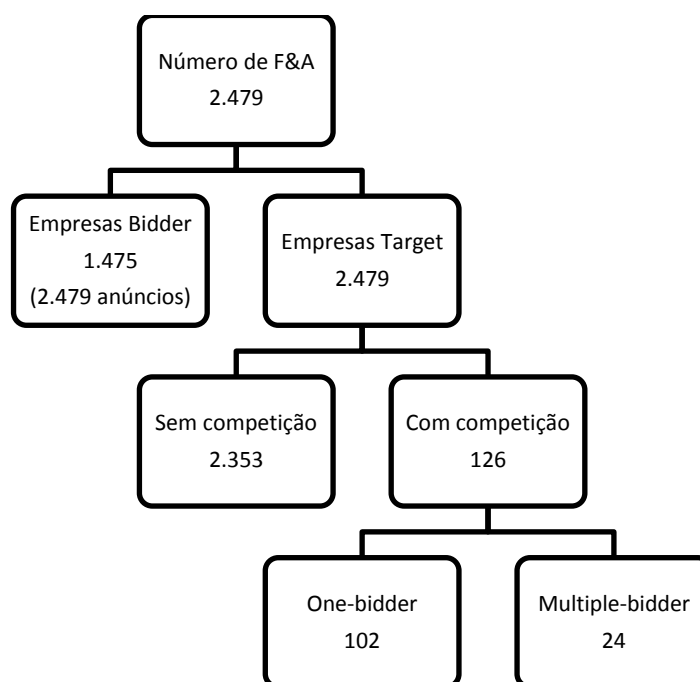 Número de F&A
2.479
Empresas Bidder
1.475
(2.479 anúncios)
Empresas Target
2.479
Sem competição
2.353
Com competição
126
One-bidder
102
Multiple-bidder
24